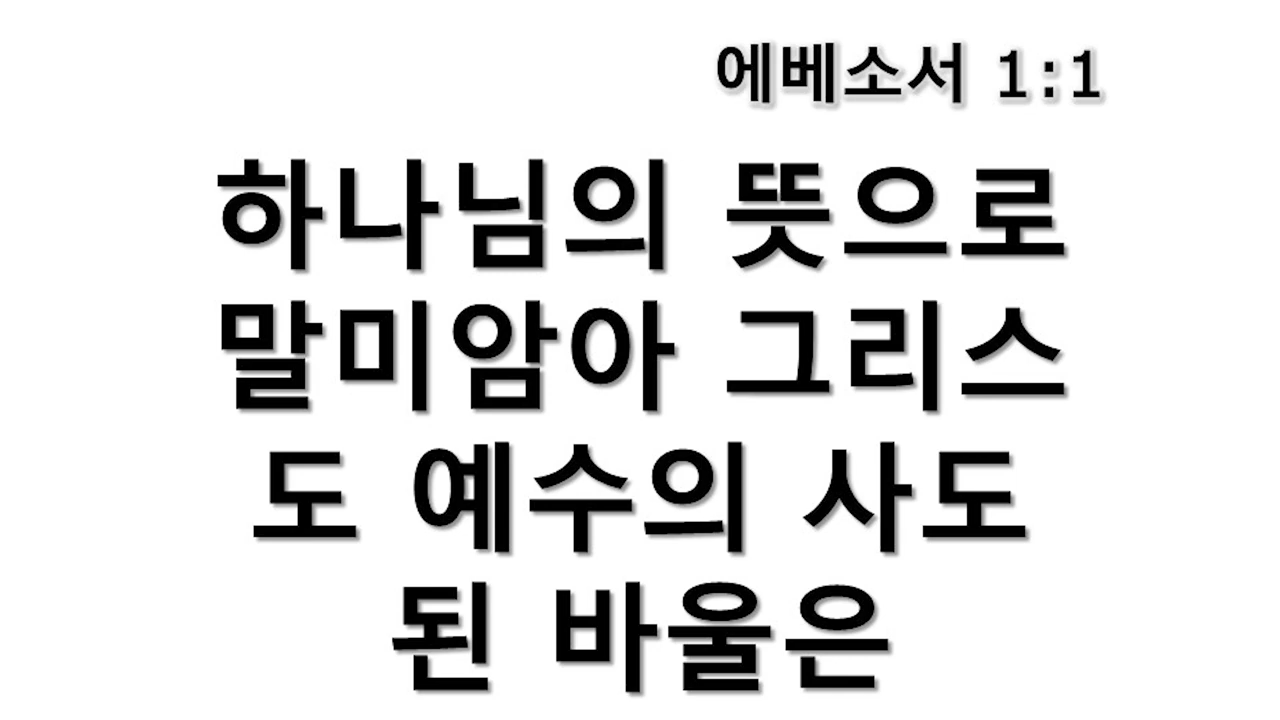 에베소서 1:1
하나님의 뜻으로
말미암아 그리스
도 예수의 사도
된 바울은